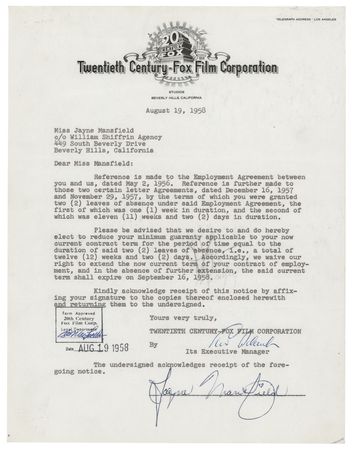 TELEGRAPH ADDRESS · LOS ANGELES
20th
CENTURY
FOX
Twentieth Century-Fox Film Corporation
STUDIOS
BEVERLY HILLS, CALIFORNIA
August 19, 1958
Miss Jayne Mansfield
c/o William Shiffrin Agency
449 South Beverly Drive
Beverly Hills, California
Dear Miss Mansfield:
Reference is made to the Employment Agreement between
you and us, dated May 2, 1956. Reference is further made to
those two certain letter Agreements, dated December 16, 1957
and November 29, 1957, by the terms of which you were granted
two (2) leaves of absence under said Employment Agreement, the
first of which was one (1) week in duration, and the second of
which was eleven (11) weeks and two (2) days in duration.
Please be advised that we desire to and do hereby
elect to reduce your minimum guaranty applicable to your now
current contract term for the period of time equal to the
duration of said two (2) leaves of absence, i.e., a total of
twelve (12) weeks and two (2) days. Accordingly, we waive our
right to extend the now current term of your contract of employ-
ment, and in the absence of further extension, the said current
term shall expire on September 16, 1958.
Kindly acknowledge receipt of this notice by affix-
ing your signature to the copies thereof enclosed herewith
and returning them to the undersigned.
Yours very truly,
TWENTIETH CENTURY-FOX FILM CORPORATION
Form Approved
20th Century
Fox Film Corp.
Legal Department
By
Date AUG 19 1958
Its Executive Manager
The undersigned acknowledges receipt of the fore-
going notice.
Jayne Mansfield